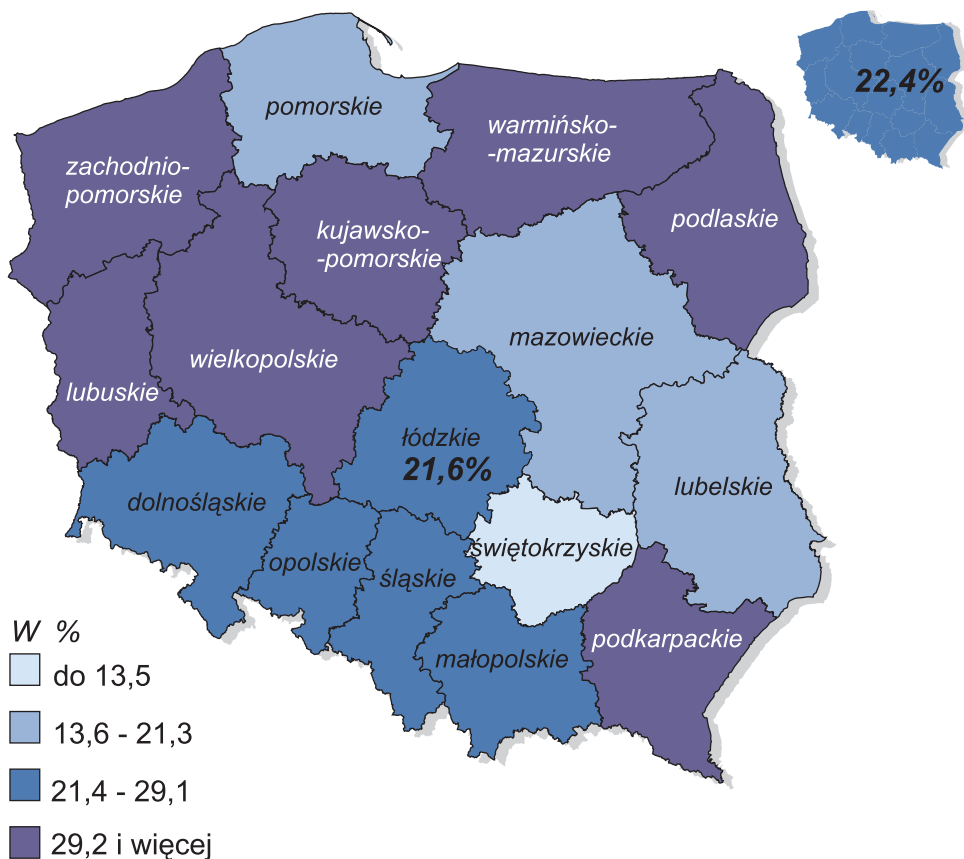 22,4%
pomorskie
warmińsko-
-mazurskie
zachodnio-
pomorskie
podlaskie
kujawsko-
-pomorskie
mazowieckie
wielkopolskie
lubuskie
łódzkie
21,6%
lubelskie
dolnośląskie
świętokrzyskie
opolskie
śląskie
podkarpackie
małopolskie
W %
do 13,5
13,6 - 21,3
21,4 - 29,1
29,2 i więcej